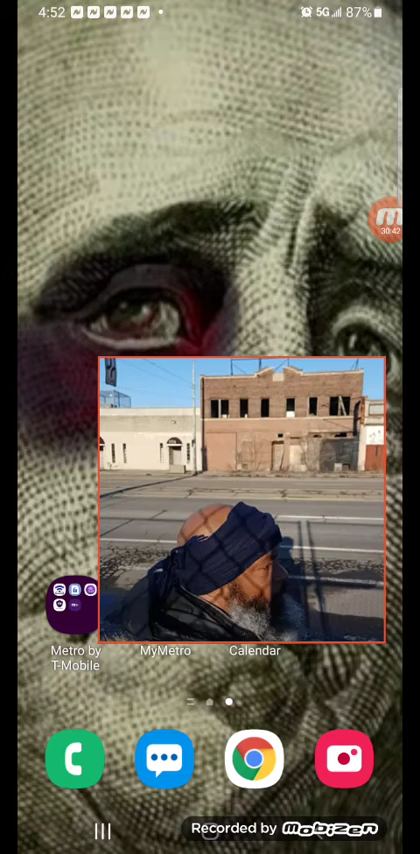 4:52
5G 87%
30:42
Metro by
T-Mobile
MyMetro
Calendar
Recorded by mobizen